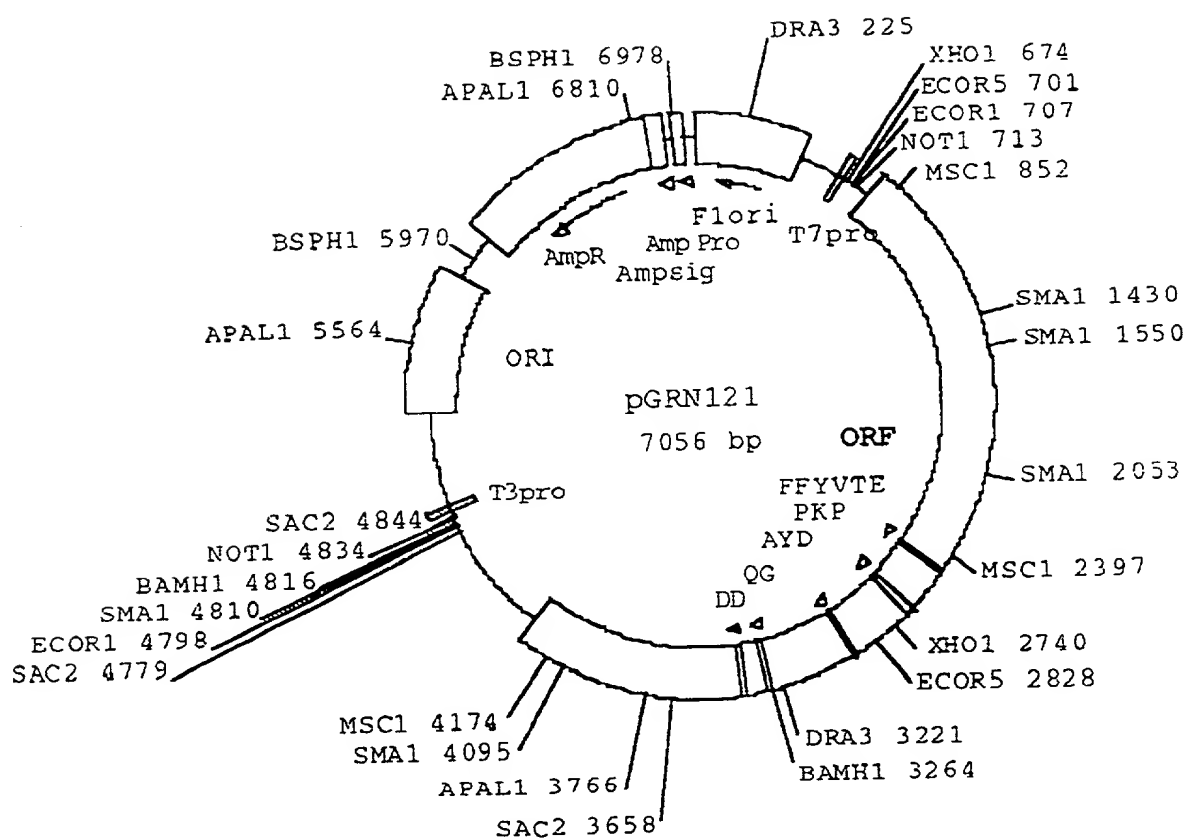 DRA3 225
BSPH1 6978
APAL1 6810
XHO1 674
ECOR5 701
ECOR1 707
NOT1 713
MSC1 852
F1ori
T7pro
Amp Pro
AmpR
Ampsig
BSPH1 5970
APAL1 5564
ORI
SMA1 1430
SMA1 1550
pGRN121
7056 bp
ORF
SMA1 2053
FFYVTE
PKP
AYD
QG
DD
T3pro
SAC2 4844
NOT1 4834
BAMH1 4816
SMA1 4810
ECOR1 4798
SAC2 4779
MSC1 2397
XHO1 2740
ECOR5 2828
DRA3 3221
BAMH1 3264
MSC1 4174
SMA1 4095
APAL1 3766
SAC2 3658